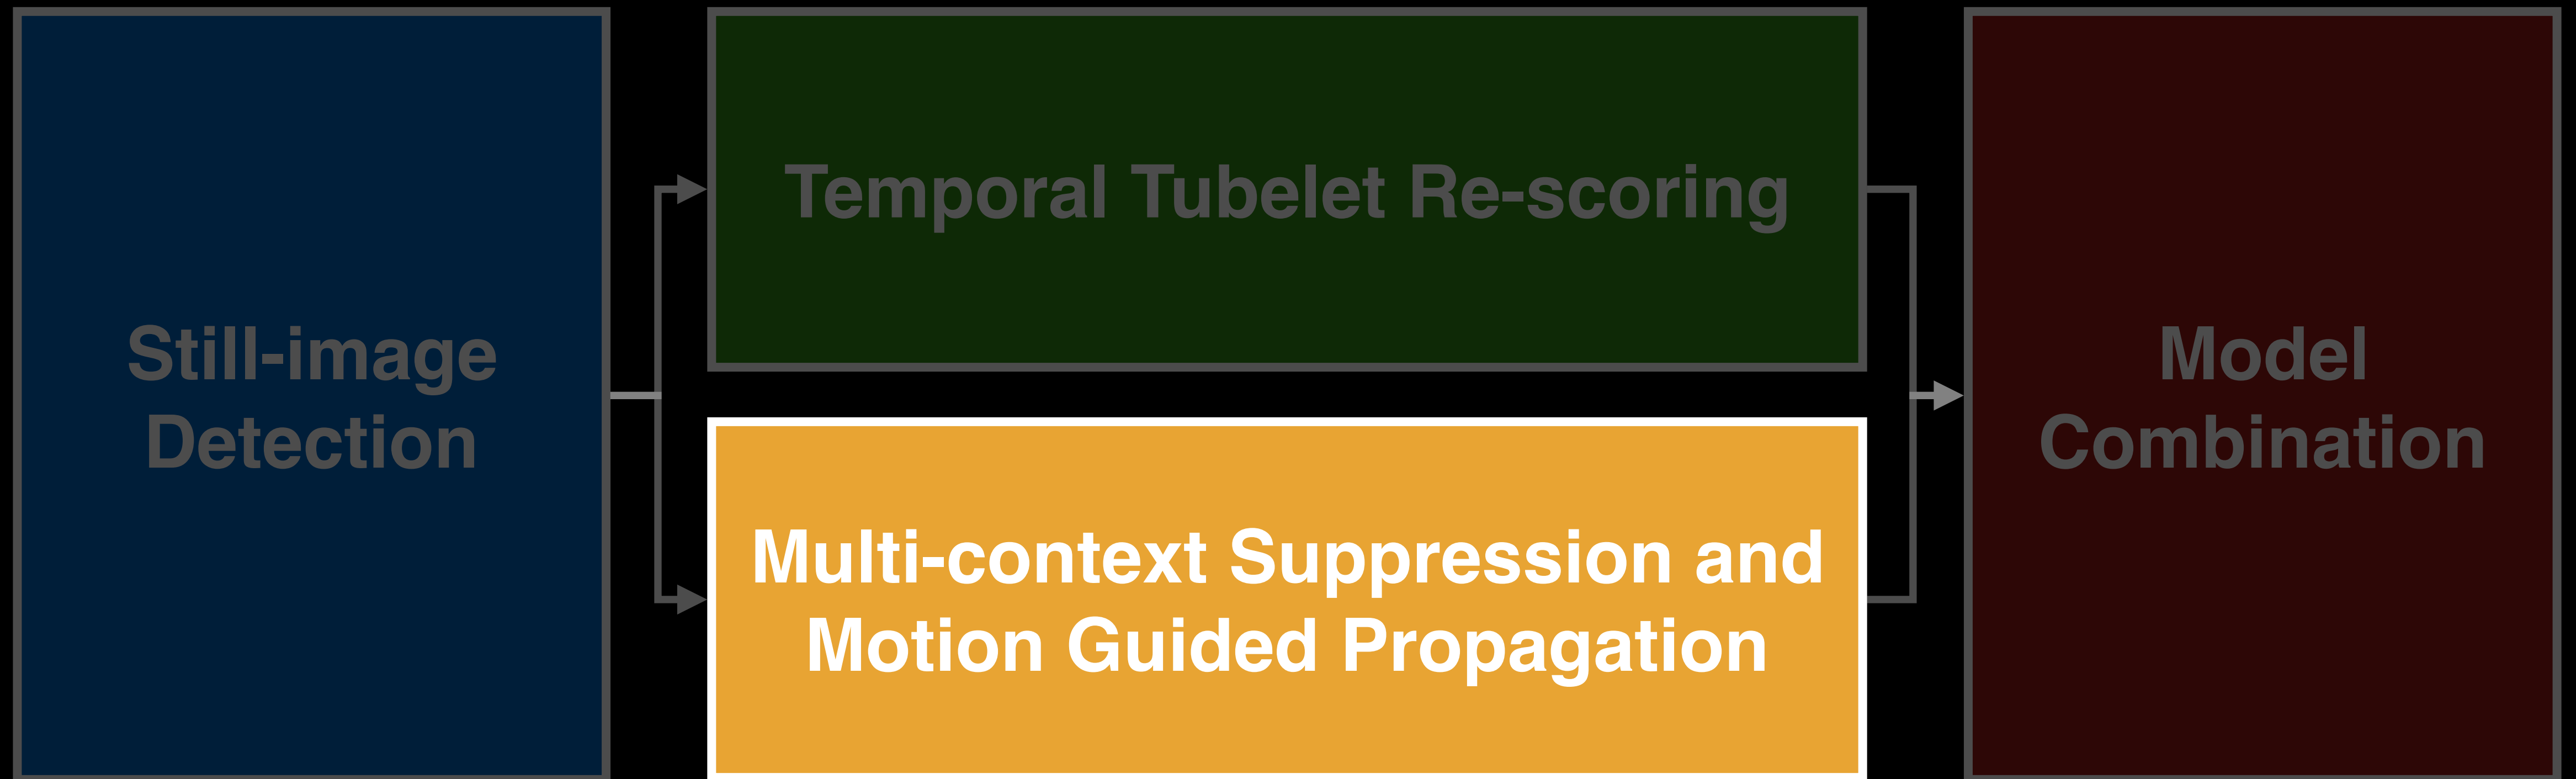 Still-image
Detection
Temporal Tubelet Re-scoring
Multi-context Suppression and
Motion Guided Propagation
Model
Combination